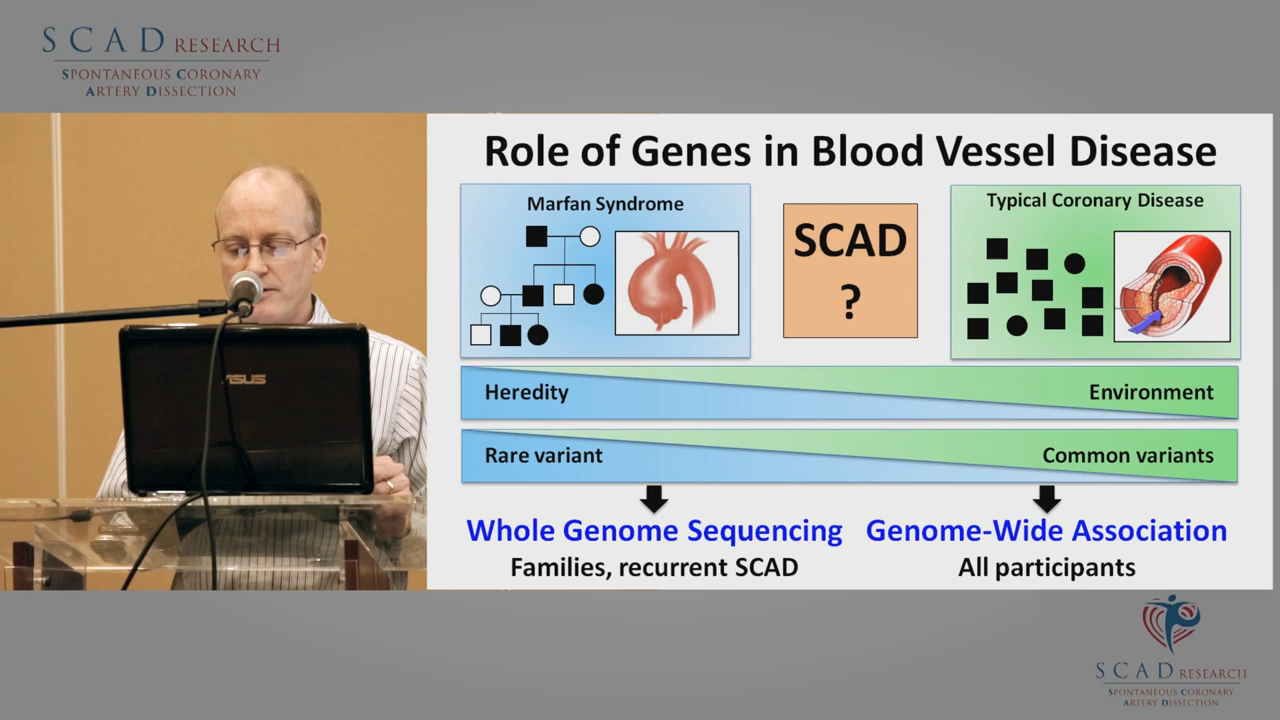 SCAD RESEARCH
SPONTANEOUS CORONARY
ARTERY DISSECTION
Role of Genes in Blood Vessel Disease
Marfan Syndrome
SCAD
?
Typical Coronary Disease
Heredity
Environment
Rare variant
Common variants
Whole Genome Sequencing
Genome-Wide Association
Families, recurrent SCAD
All participants
ASUS
SCAD RESEARCH
SPONTANEOUS CORONARY
ARTERY DISSECTION